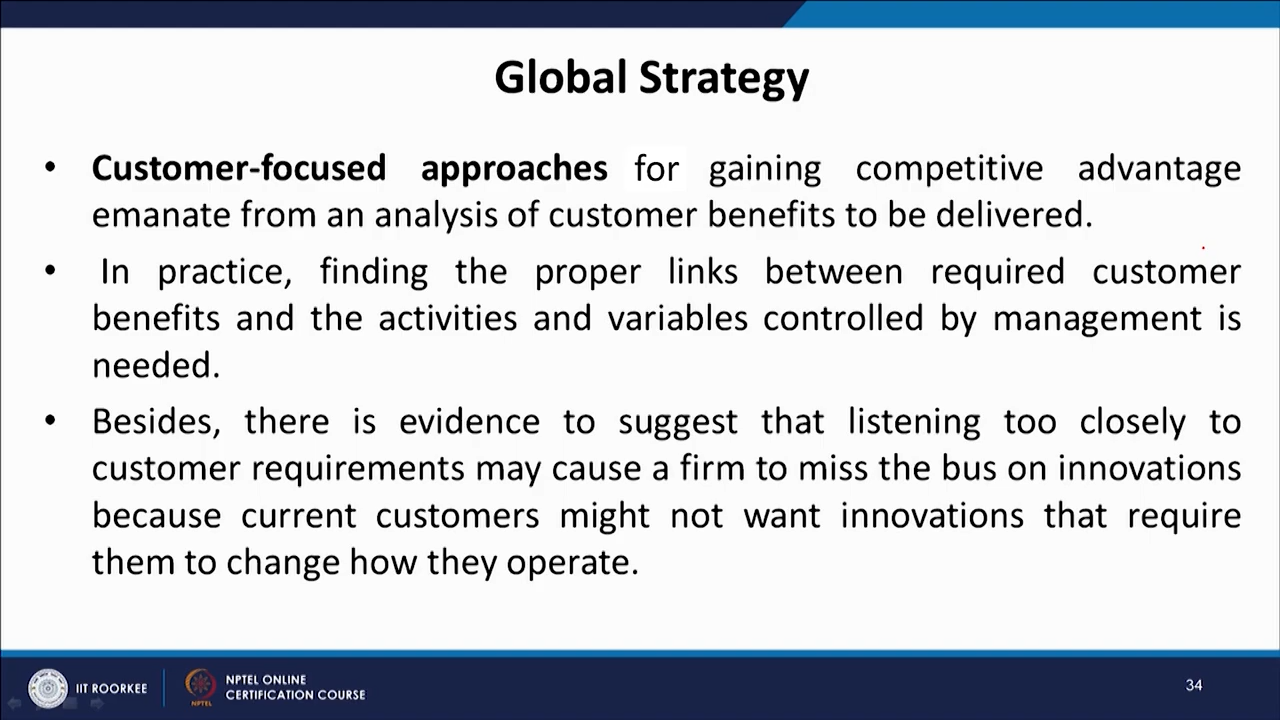 Global Strategy
• Customer-focused approaches for gaining competitive advantage
emanate from an analysis of customer benefits to be delivered.
• In practice, finding the proper links between required customer
benefits and the activities and variables controlled by management is
needed.
• Besides, there is evidence to suggest that listening too closely to
customer requirements may cause a firm to miss the bus on innovations
because current customers might not want innovations that require
them to change how they operate.
IIT ROORKEE
NPTEL
NPTEL ONLINE
CERTIFICATION COURSE
34